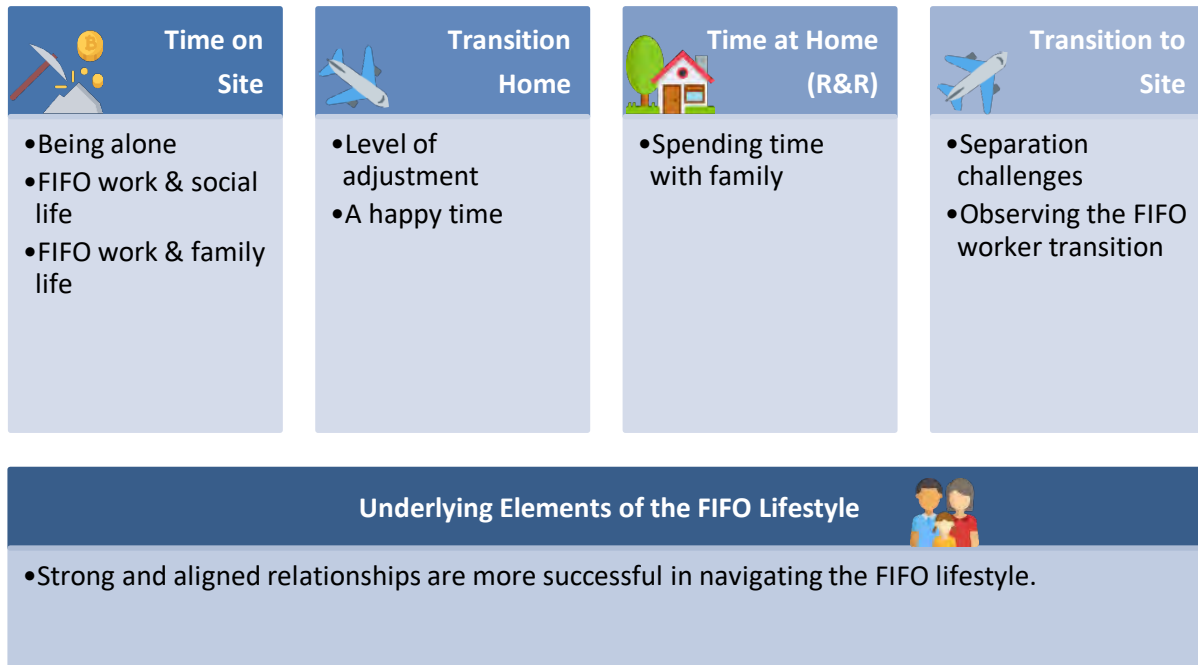 Time on
Site
•Being alone
•FIFO work & social
life
•FIFO work & family
life
Transition
Home
•Level of
adjustment
•A happy time
Time at Home
(R&R)
•Spending time
with family
Transition to
Site
•Separation
challenges
•Observing the FIFO
worker transition
Underlying Elements of the FIFO Lifestyle
•Strong and aligned relationships are more successful in navigating the FIFO lifestyle.